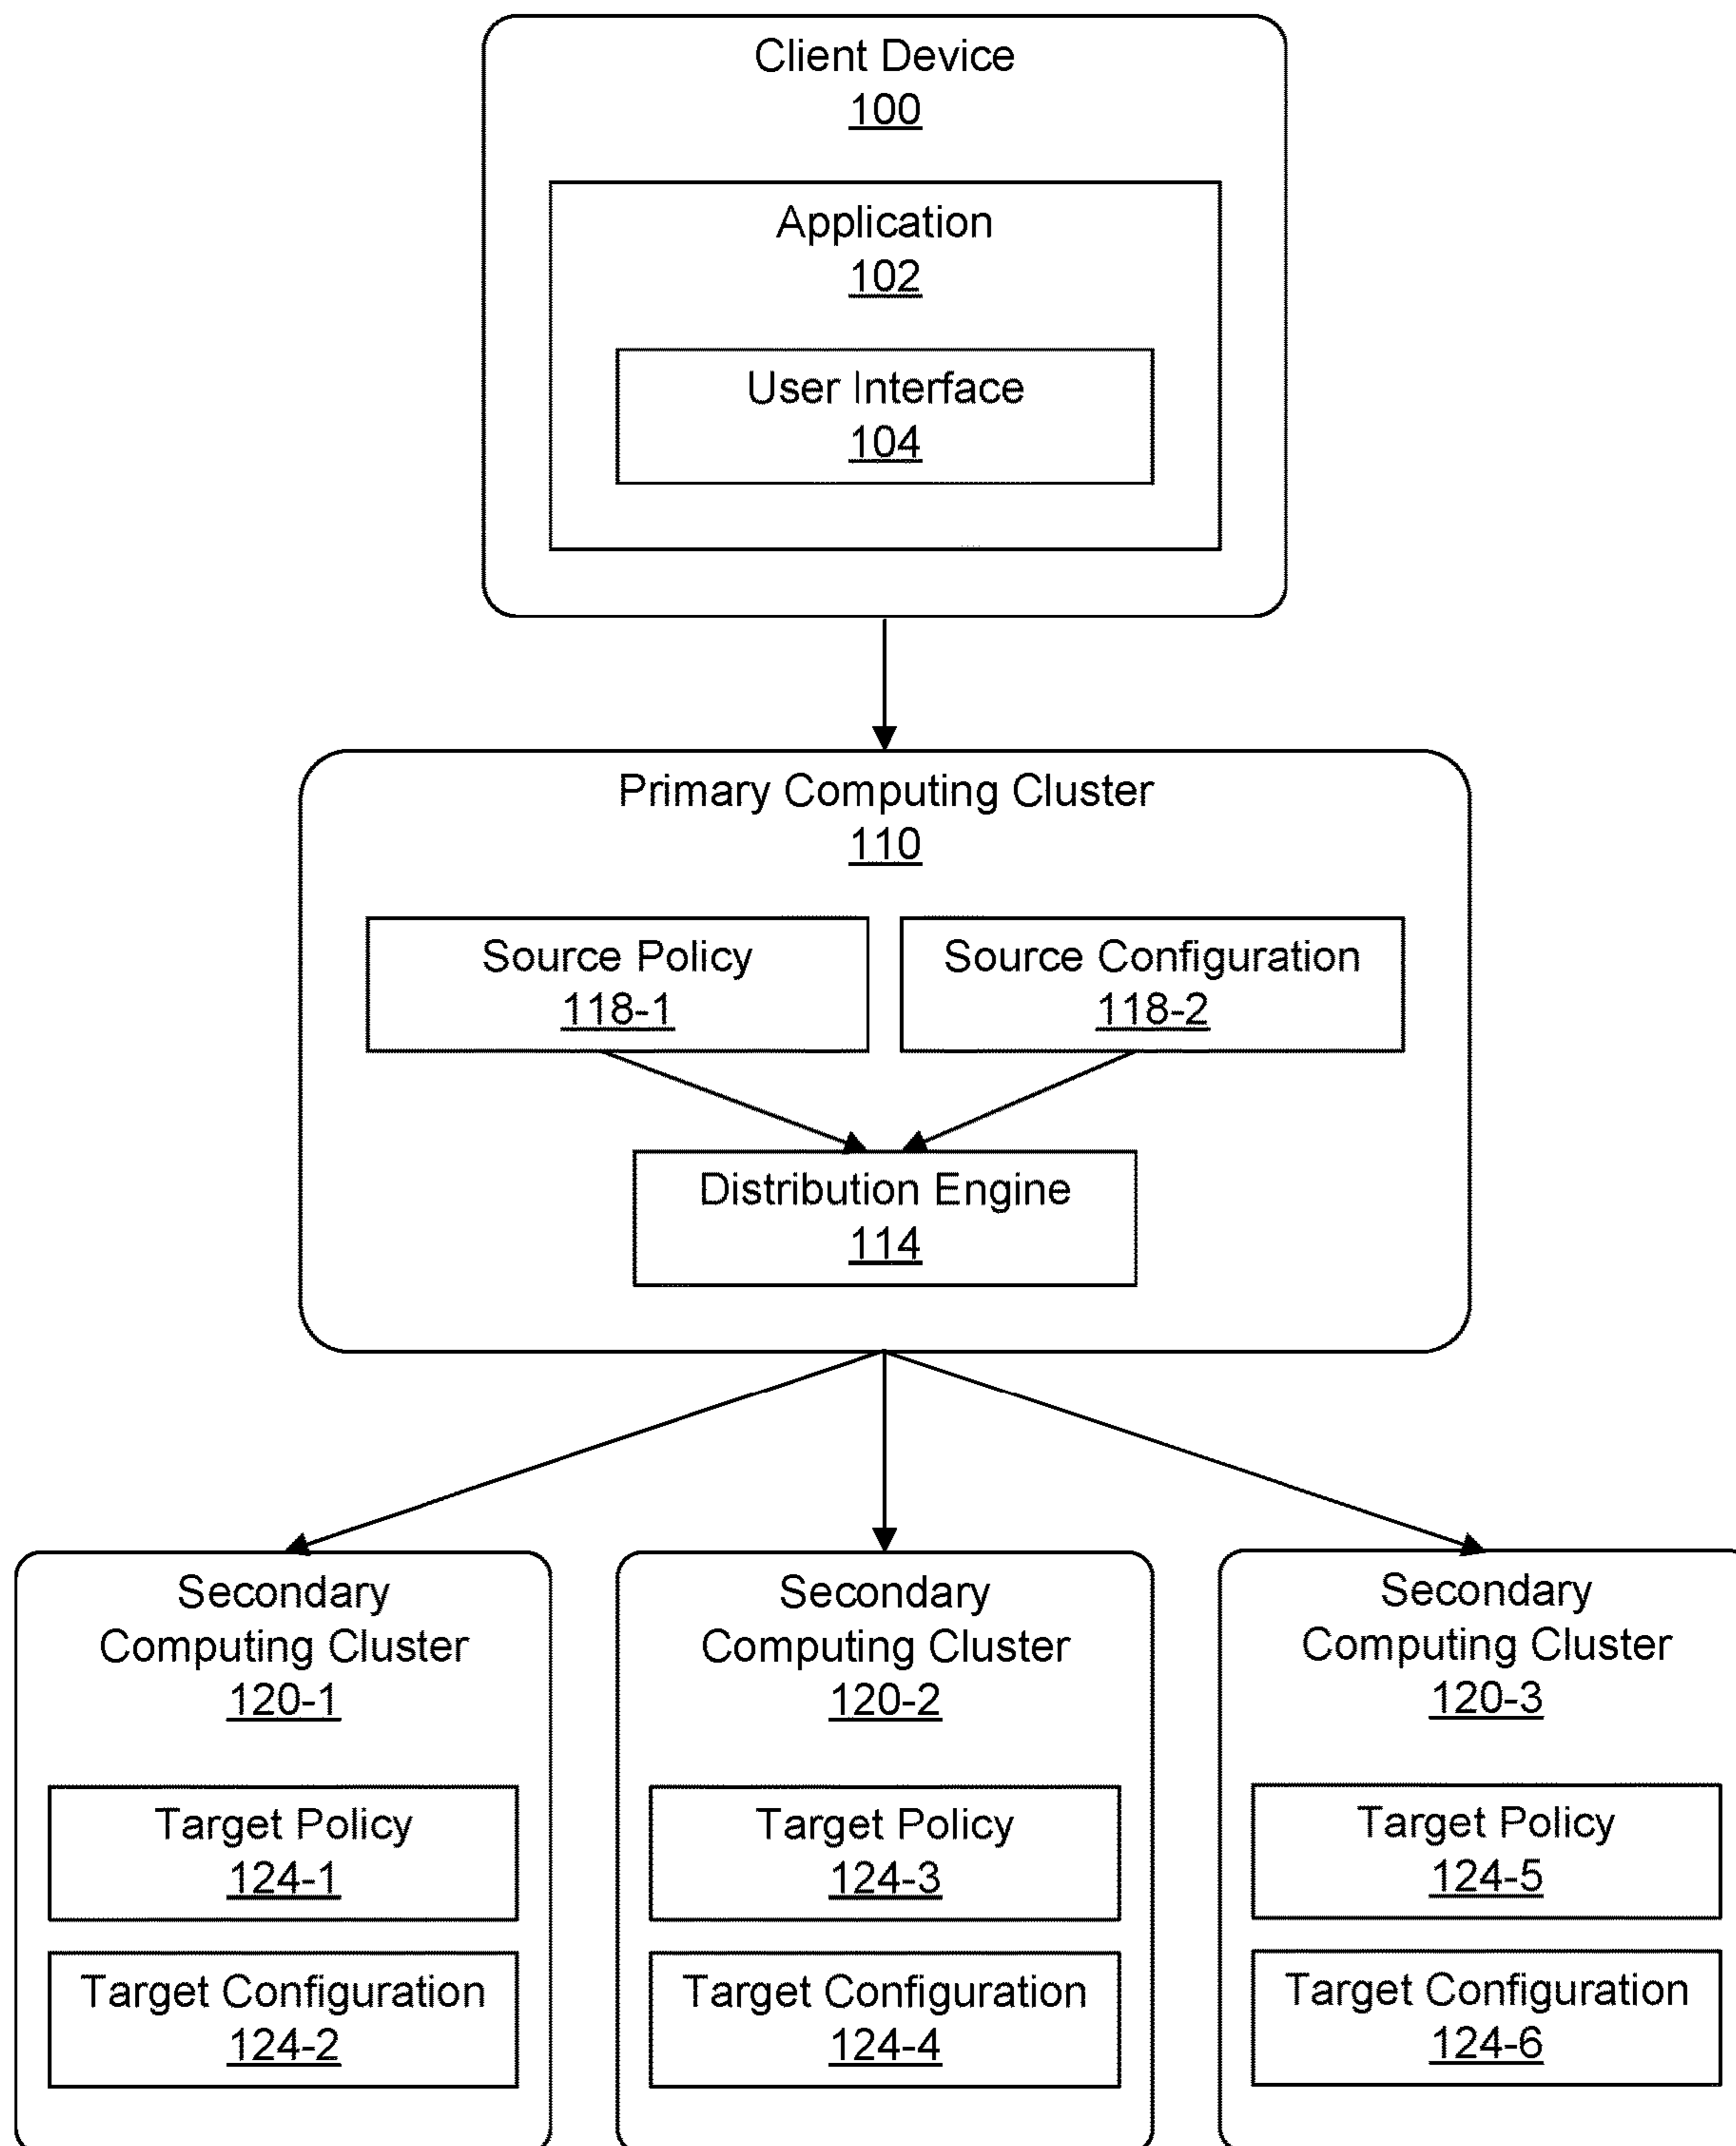 Client Device
100
Application
102
User Interface
104
Primary Computing Cluster
110
Source Policy
118-1
Source Configuration
118-2
Distribution Engine
114
Secondary
Computing Cluster
120-1
Target Policy
124-1
Target Configuration
124-2
Secondary
Computing Cluster
120-2
Target Policy
124-3
Target Configuration
124-4
Secondary
Computing Cluster
120-3
Target Policy
124-5
Target Configuration
124-6